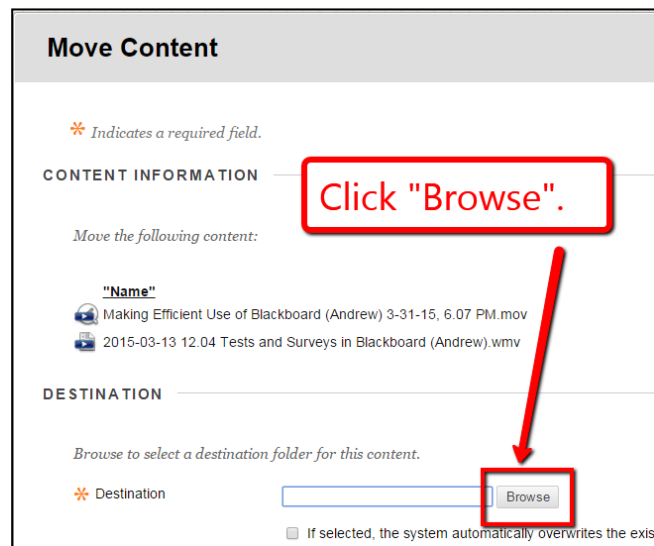 Move Content
* Indicates a required field.
CONTENT INFORMATION
Click "Browse".
Move the following content:
"Name"
Making Efficient Use of Blackboard (Andrew) 3-31-15, 6.07 PM.mov
2015-03-13 12.04 Tests and Surveys in Blackboard (Andrew).wmv
DESTINATION
Browse to select a destination folder for this content.
* Destination Browse
If selected, the system automatically overwrites the exis